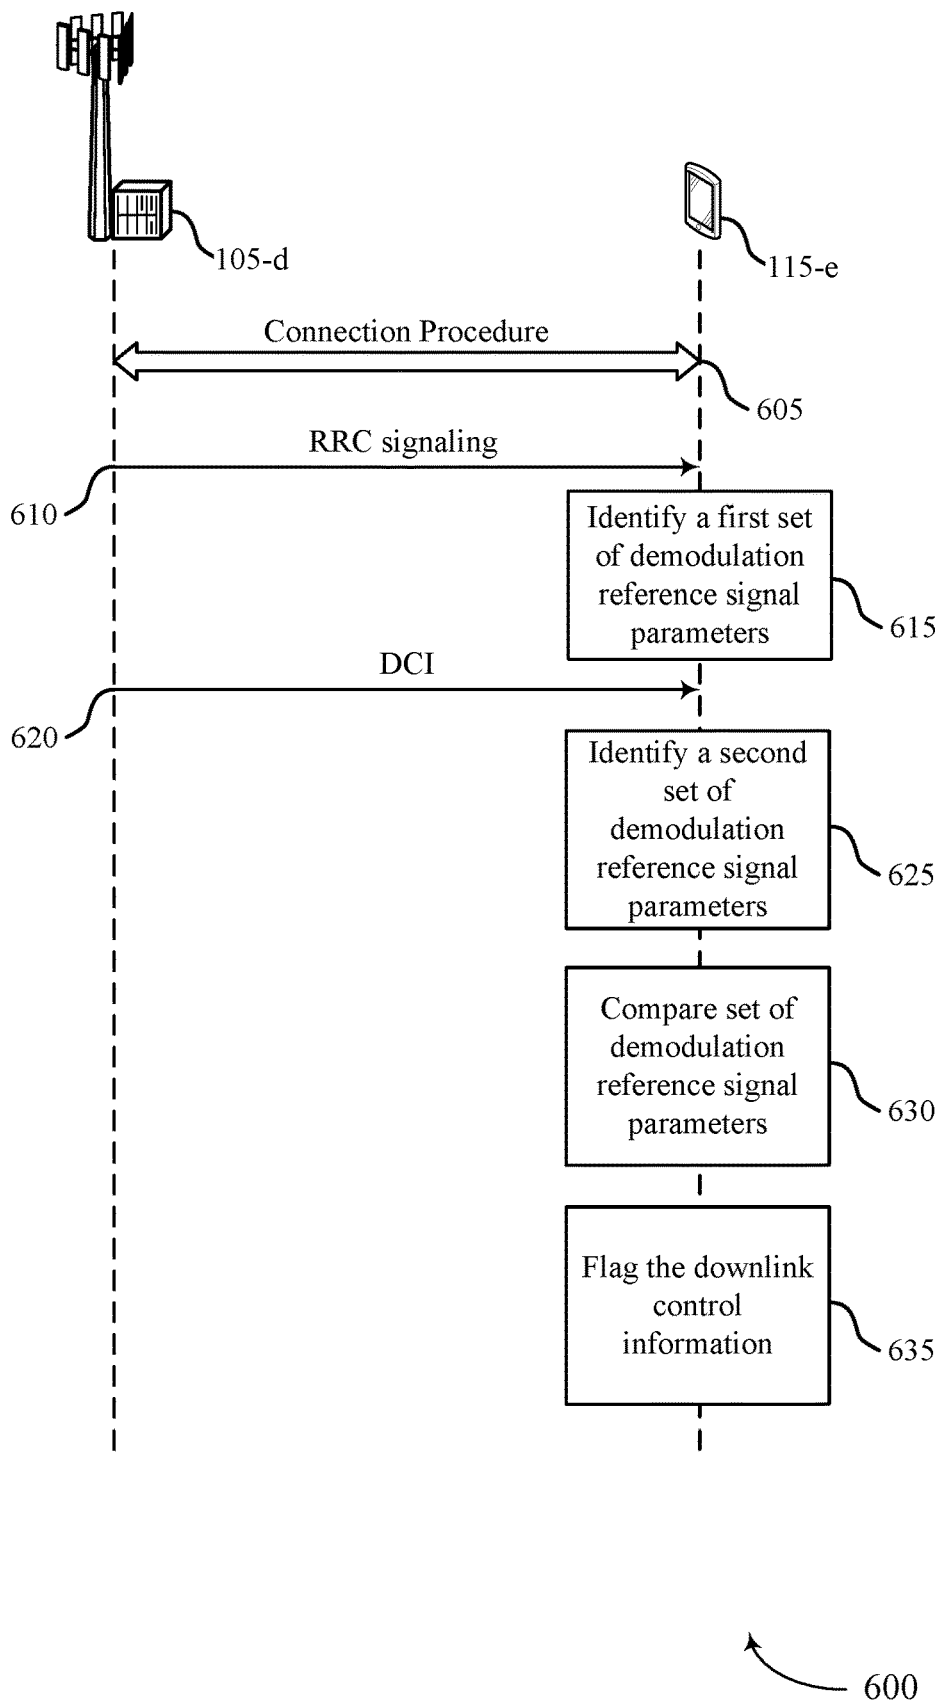 105-d
115-e
Connection Procedure
605
RRC signaling
610
Identify a first set
of demodulation
reference signal
parameters
615
DCI
620
Identify a second
set of
demodulation
reference signal
parameters
625
Compare set of
demodulation
reference signal
parameters
630
Flag the downlink
control
information
635
600